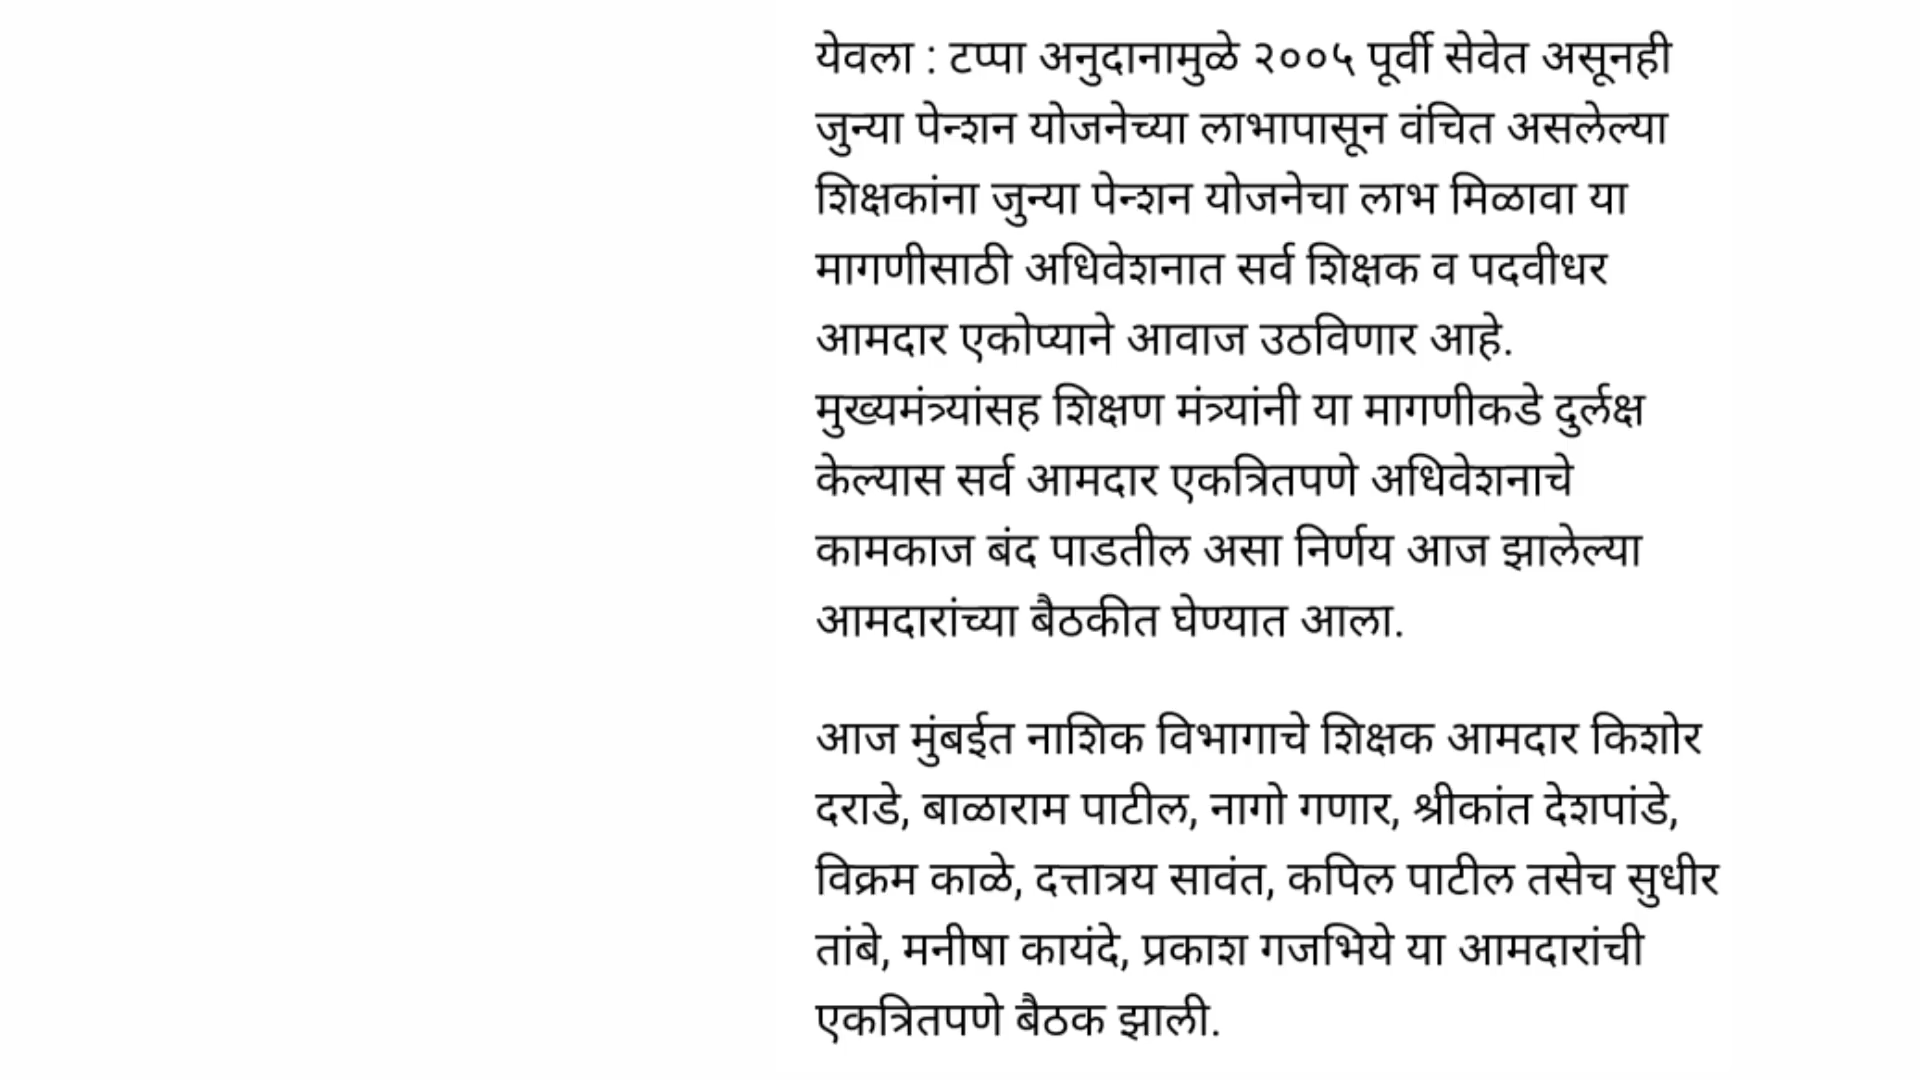 येवला : टप्पा अनुदानामुळे २००५ पूर्वी सेवेत असूनही
जुन्या पेन्शन योजनेच्या लाभापासून वंचित असलेल्या
शिक्षकांना जुन्या पेन्शन योजनेचा लाभ मिळावा या
मागणीसाठी अधिवेशनात सर्व शिक्षक व पदवीधर
आमदार एकोप्याने आवाज उठविणार आहे.
मुख्यमंत्र्यांसह शिक्षण मंत्र्यांनी या मागणीकडे दुर्लक्ष
केल्यास सर्व आमदार एकत्रितपणे अधिवेशनाचे
कामकाज बंद पाडतील असा निर्णय आज झालेल्या
आमदारांच्या बैठकीत घेण्यात आला.
आज मुंबईत नाशिक विभागाचे शिक्षक आमदार किशोर
दराडे, बाळाराम पाटील, नागो गणार, श्रीकांत देशपांडे,
विक्रम काळे, दत्तात्रय सावंत, कपिल पाटील तसेच सुधीर
तांबे, मनीषा कायंदे, प्रकाश गजभिये या आमदारांची
एकत्रितपणे बैठक झाली.